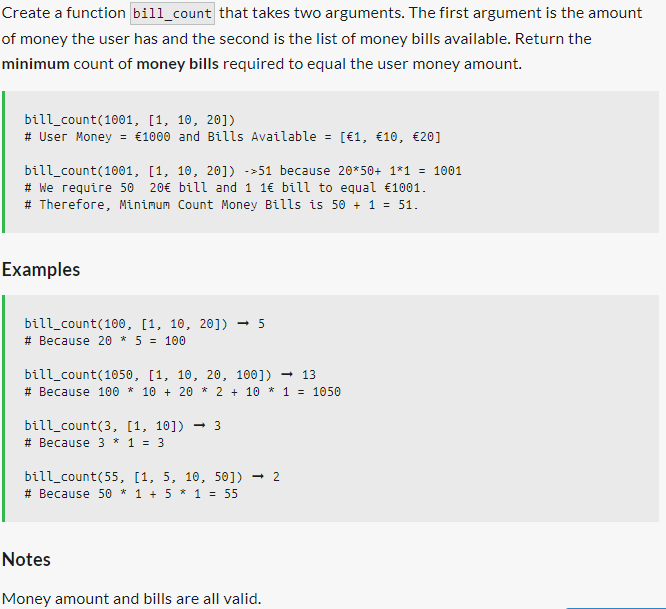 Create a function bill_count that takes two arguments. The first argument is the amount
of money the user has and the second is the list of money bills available. Return the
minimum count of money bills required to equal the user money amount.
bill_count(1001, [1, 10, 20])
# User Money = €1000 and Bills Available = [€1, €10, €20]
bill_count(1001, [1, 10, 20]) ->51 because 20*50+ 1*1 = 1001
# We require 50  20€ bill and 1 1€ bill to equal €1001.
# Therefore, Minimum Count Money Bills is 50 + 1 = 51.
Examples
bill_count(100, [1, 10, 20]) ➞ 5
# Because 20 * 5 = 100
bill_count(1050, [1, 10, 20, 100]) ➞ 13
# Because 100 * 10 + 20 * 2 + 10 * 1 = 1050
bill_count(3, [1, 10]) ➞ 3
# Because 3 * 1 = 3
bill_count(55, [1, 5, 10, 50]) ➞ 2
# Because 50 * 1 + 5 * 1 = 55
Notes
Money amount and bills are all valid.